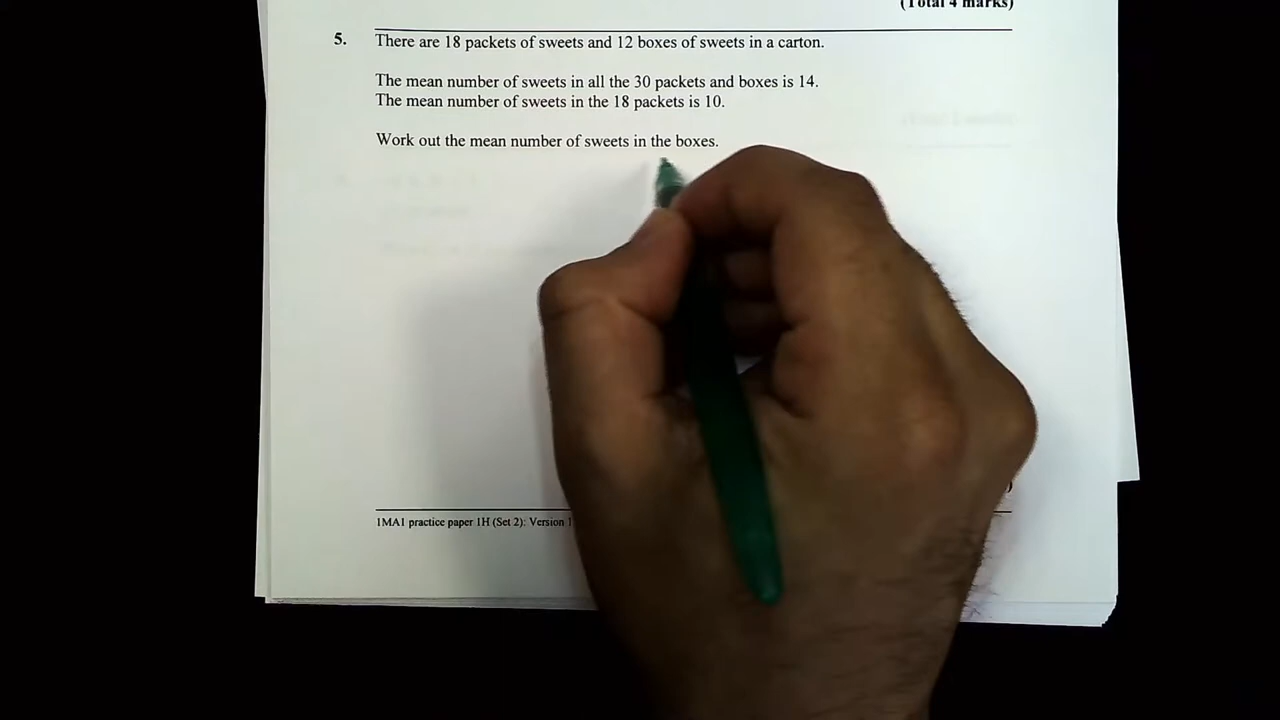 (Total 4 marks)
5. There are 18 packets of sweets and 12 boxes of sweets in a carton.
The mean number of sweets in all the 30 packets and boxes is 14.
The mean number of sweets in the 18 packets is 10.
Work out the mean number of sweets in the boxes.
)
1MA1 practice paper 1H (Set 2): Version 1